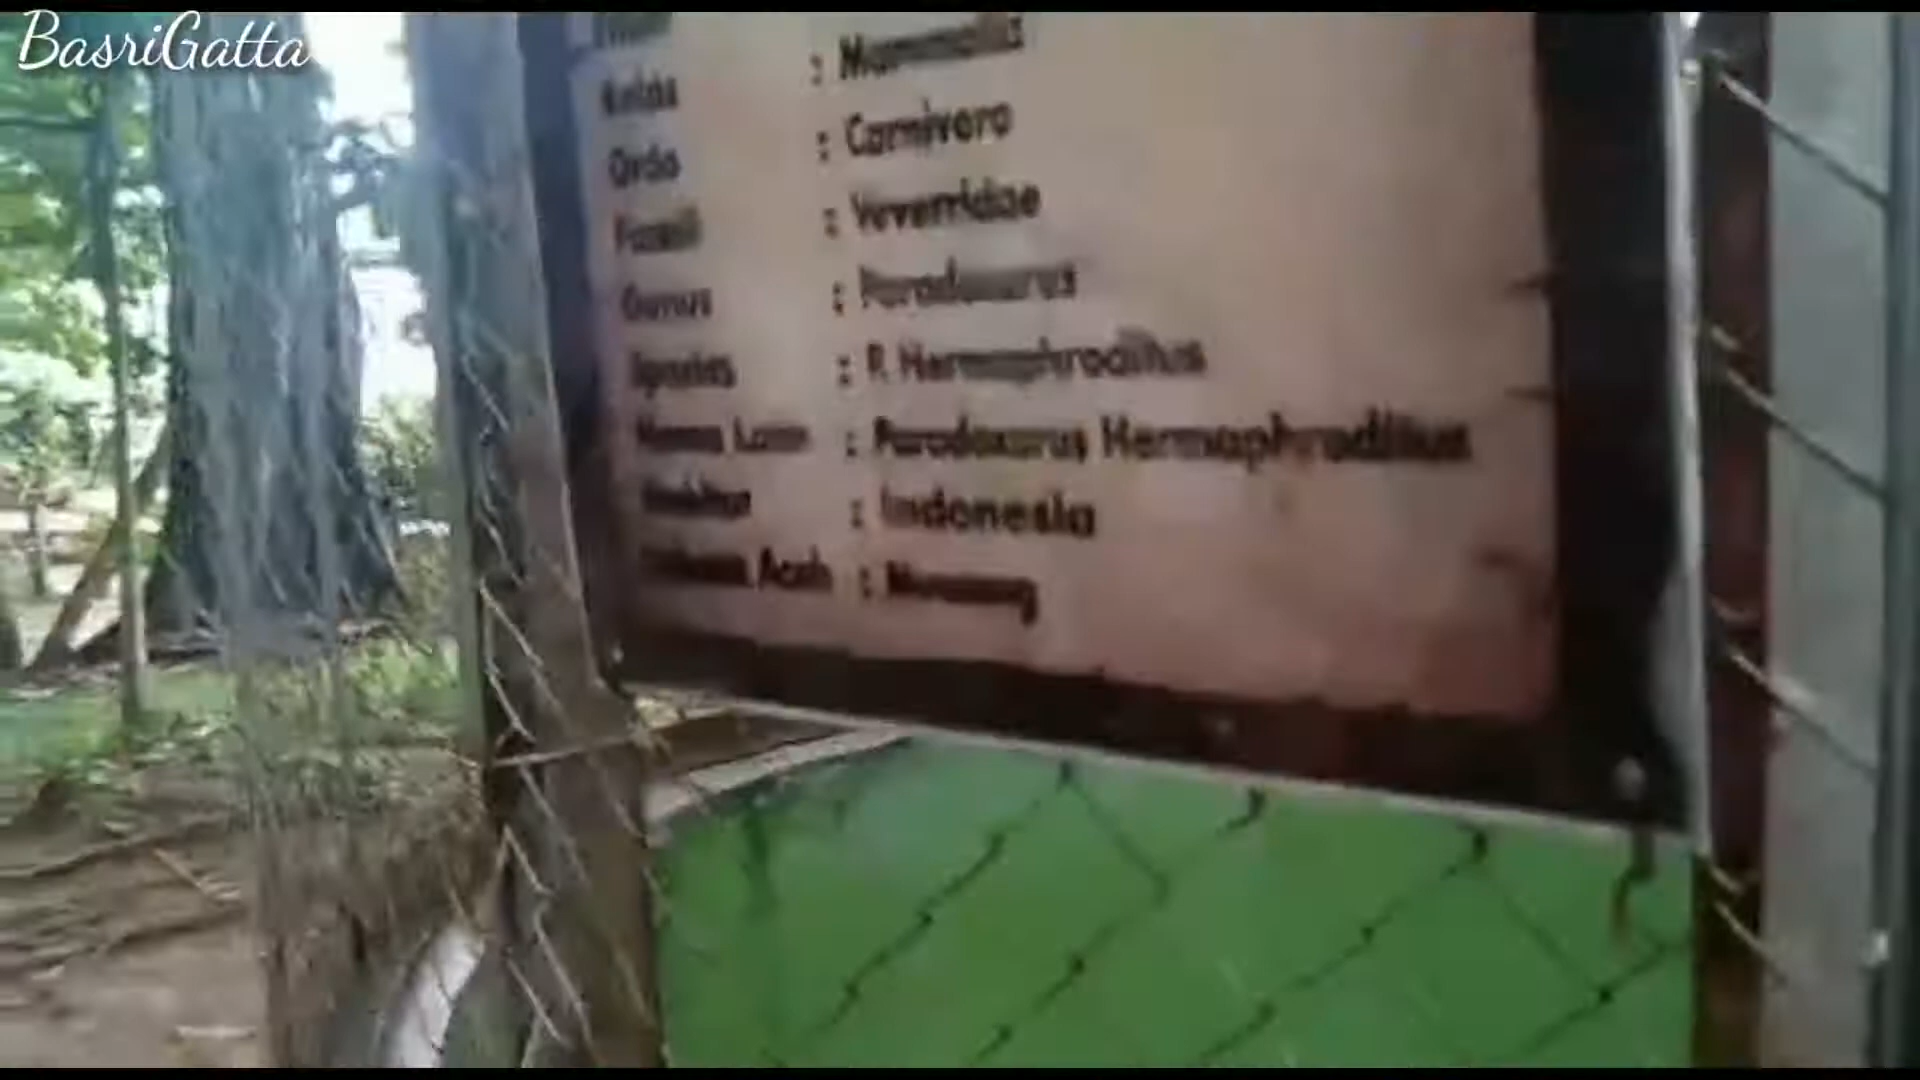 BasriGatta
Kelas : Mammalia
Ordo : Carnivora
Famili : Viverridae
Genus : Paradoxurus
Spesies : P. Hermaphroditus
Nama Latin : Paradoxurus Hermaphroditus
Habitat : Indonesia
Bahasa Aceh : Musang